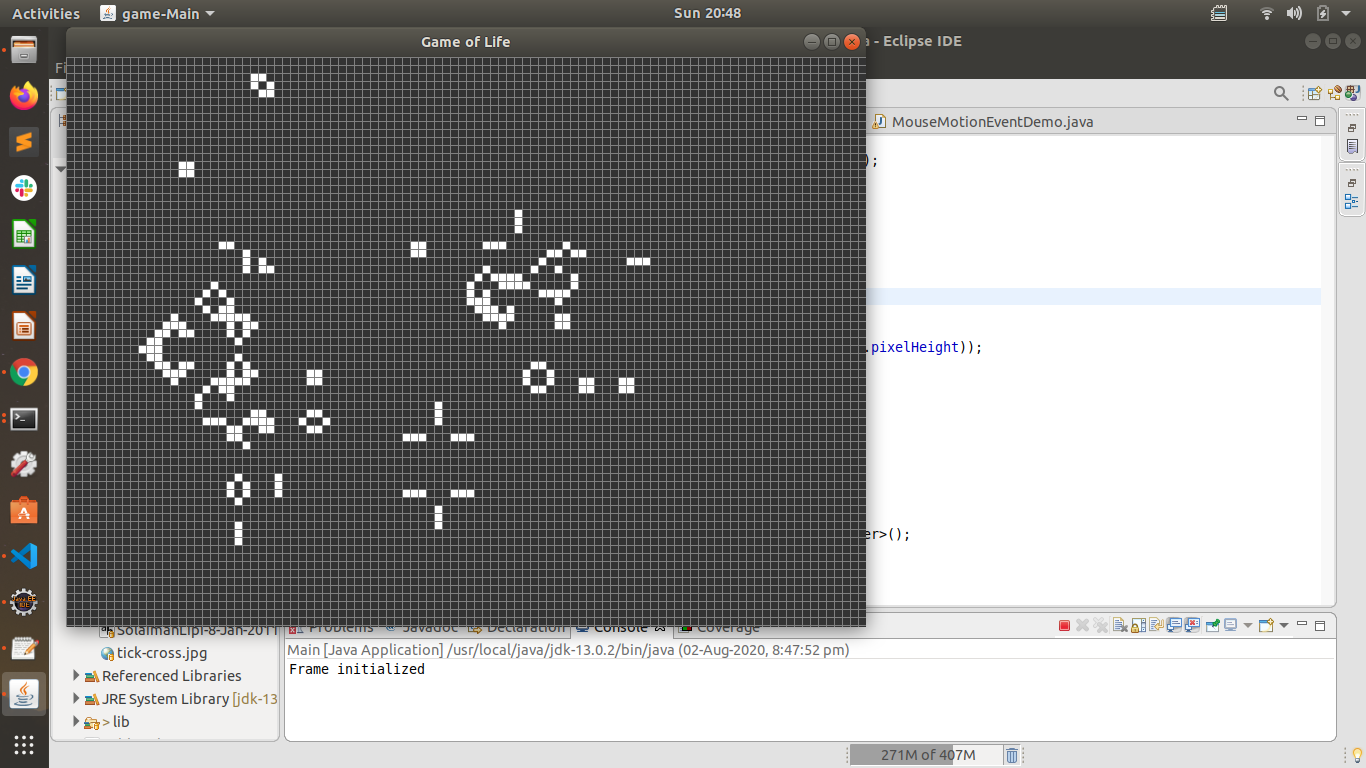 Activities
game-Main
Sun 20:48
Game of Life
a - Eclipse IDE
Fi
MouseMotionEventDemo.java
);
.pixelHeight));
er>();
SolaimanLipi-8-Jan-2011
Problems
Javadoc
Declaration
Console
Coverage
tick-cross.jpg
Main [Java Application] /usr/local/java/jdk-13.0.2/bin/java (02-Aug-2020, 8:47:52 pm)
Frame initialized
Referenced Libraries
JRE System Library [jdk-13
> lib
271M of 407M